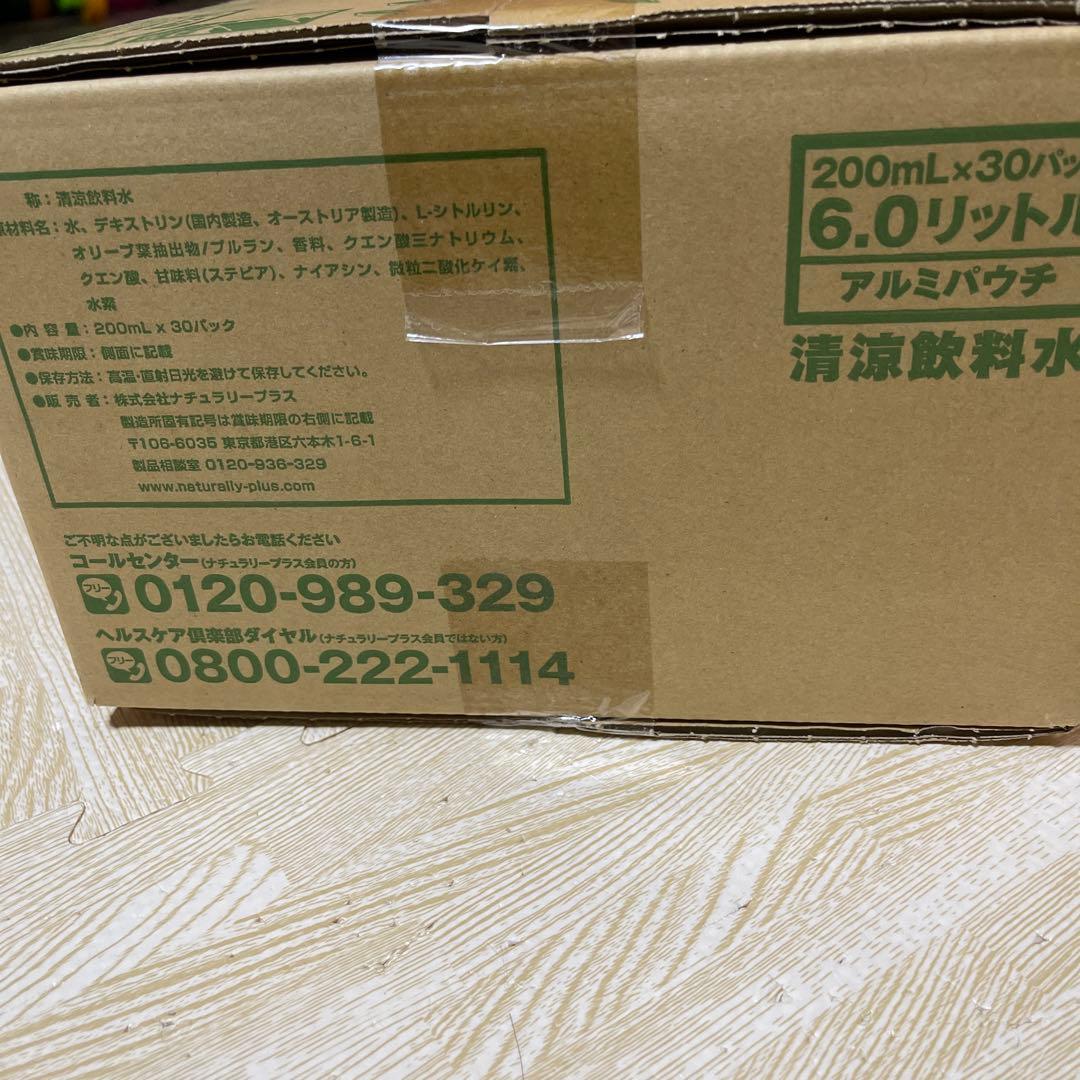 称：清涼飲料水
原材料名：水、デキストリン(国内製造、オーストリア製造)、L-シトルリン、
オリーブ葉抽出物/プルラン、香料、クエン酸三ナトリウム、
クエン酸、甘味料(ステビア)、ナイアシン、微粒二酸化ケイ素、
水素
●内 容 量：200mL x 30パック
●賞味期限：側面に記載
●保存方法：高温・直射日光を避けて保存してください。
●販 売 者：株式会社ナチュラリープラス
製造所固有記号は賞味期限の右側に記載
〒106-6035 東京都港区六本木1-6-1
製品相談室 0120-936-329
www.naturally-plus.com
ご不明な点がございましたらお電話ください
コールセンター(ナチュラリープラス会員の方)
フリー 0120-989-329
ヘルスケア倶楽部ダイヤル(ナチュラリープラス会員ではない方)
フリー 0800-222-1114
200mL×30パッ
6.0リットル
アルミパウチ
清涼飲料水